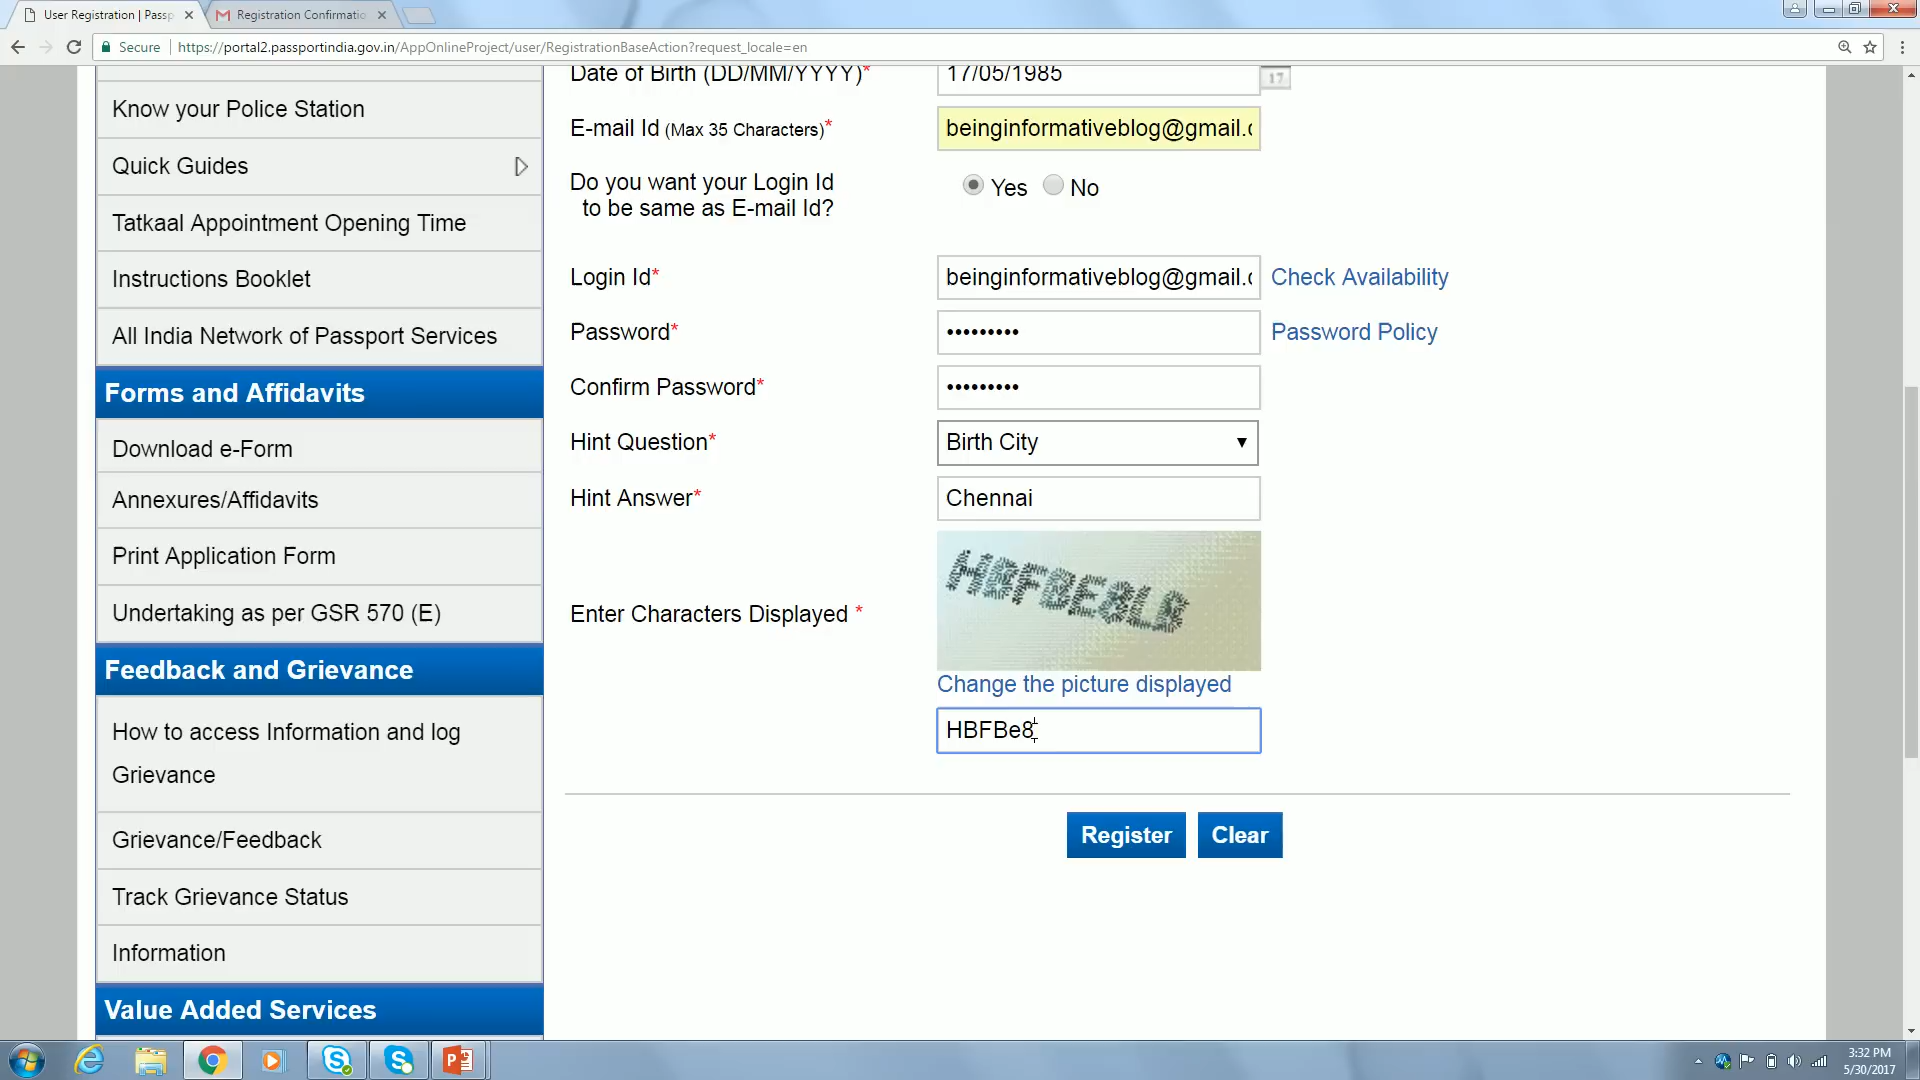 User Registration | Passp
Registration Confirmatio
Secure
https://portal2.passportindia.gov.in/AppOnlineProject/user/RegistrationBaseAction?request_locale=en
Know your Police Station
Quick Guides
Tatkaal Appointment Opening Time
Instructions Booklet
All India Network of Passport Services
Forms and Affidavits
Download e-Form
Annexures/Affidavits
Print Application Form
Undertaking as per GSR 570 (E)
Feedback and Grievance
How to access Information and log
Grievance
Grievance/Feedback
Track Grievance Status
Information
Value Added Services
Date of Birth (DD/MM/YYYY)* 17/05/1985 17
E-mail Id (Max 35 Characters)* beinginformativeblog@gmail.c
Do you want your Login Id
to be same as E-mail Id?
Yes No
Login Id* beinginformativeblog@gmail.c Check Availability
Password* ••••••••• Password Policy
Confirm Password* •••••••••
Hint Question* Birth City
Hint Answer* Chennai
Enter Characters Displayed *
Change the picture displayed
HBFBe8
Register Clear
3:32 PM
5/30/2017